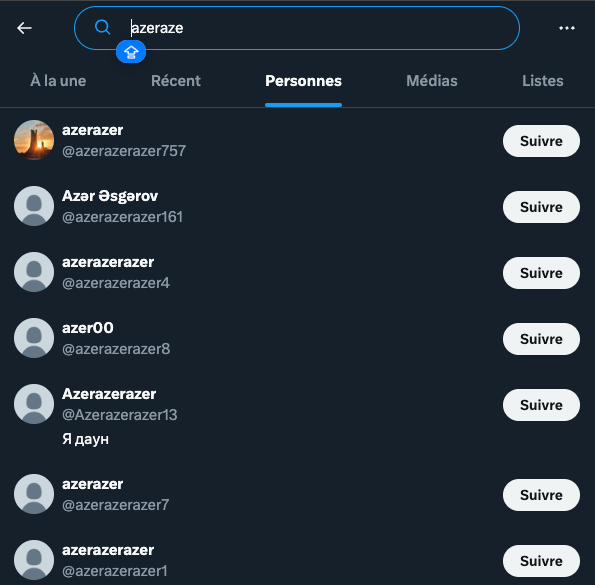 azeraze
À la une
Récent
Personnes
Médias
Listes
azerazer
@azerazerazer757
Suivre
Azər Əsgərov
@azerazerazer161
Suivre
azerazerazer
@azerazerazer4
Suivre
azer00
@azerazerazer8
Suivre
Azerazerazer
@Azerazerazer13
Suivre
Я даун
azerazer
@azerazerazer7
Suivre
azerazerazer
@azerazerazer1
Suivre